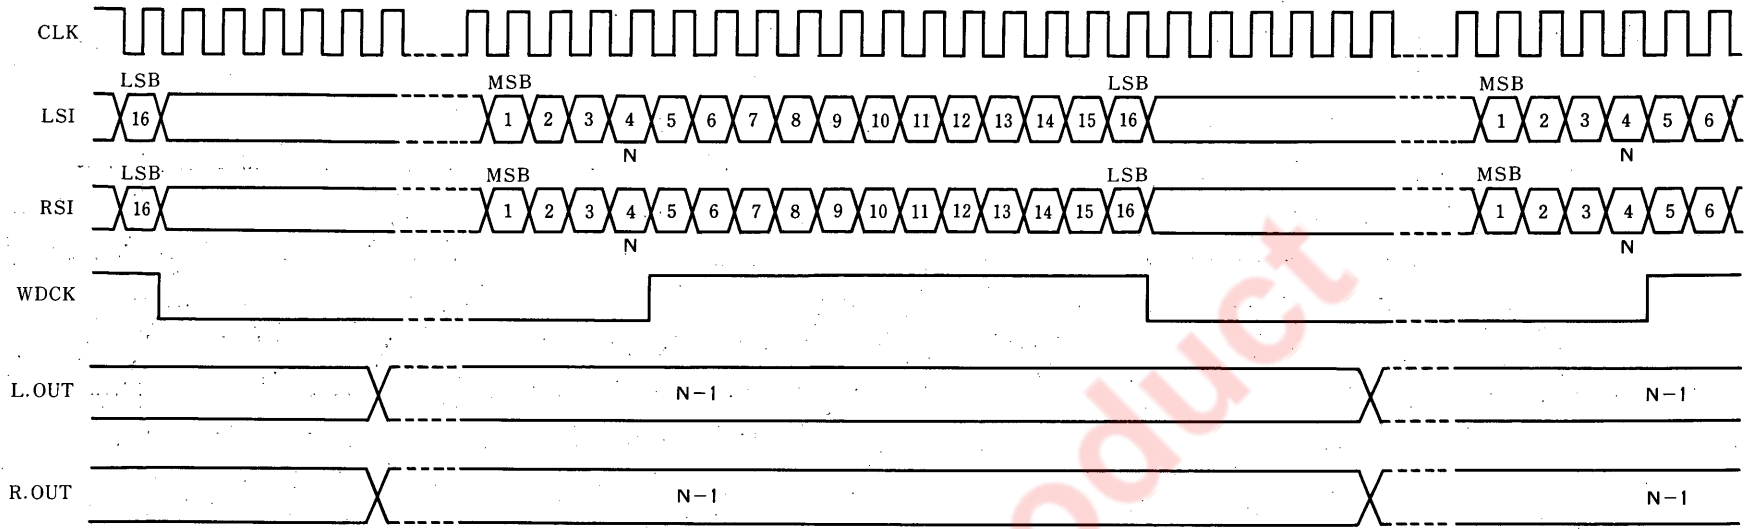 CLK
LSB MSB LSB MSB
LSI 16 1 2 3 4 5 6 7 8 9 10 11 12 13 14 15 16 1 2 3 4 5 6
N N
LSB MSB LSB MSB
RSI 16 1 2 3 4 5 6 7 8 9 10 11 12 13 14 15 16 1 2 3 4 5 6
N N
WDCK
L.OUT N-1 N-1
R.OUT N-1 N-1
oduct